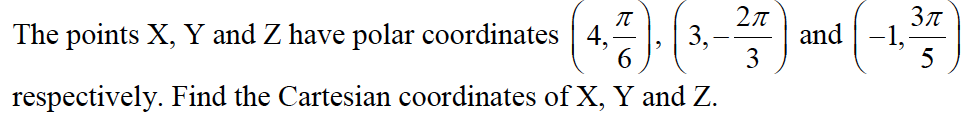 The points X, Y and Z have polar coordinates $\left(4, \frac{\pi}{6}\right)$, $\left(3, -\frac{2\pi}{3}\right)$ and $\left(-1, \frac{3\pi}{5}\right)$
respectively. Find the Cartesian coordinates of X, Y and Z.